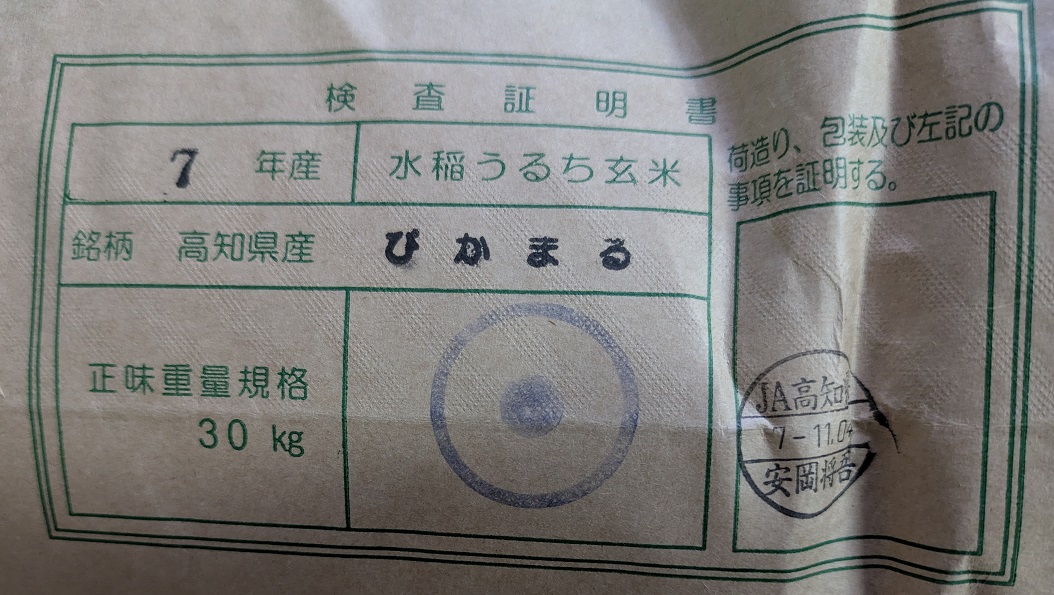 検査証明書
7 年産 水稲うるち玄米
銘柄 高知県産 ぴかまる
正味重量規格
30 kg
荷造り、包装及び左記の
事項を証明する。
JA高知
7-11.04
安岡将吾